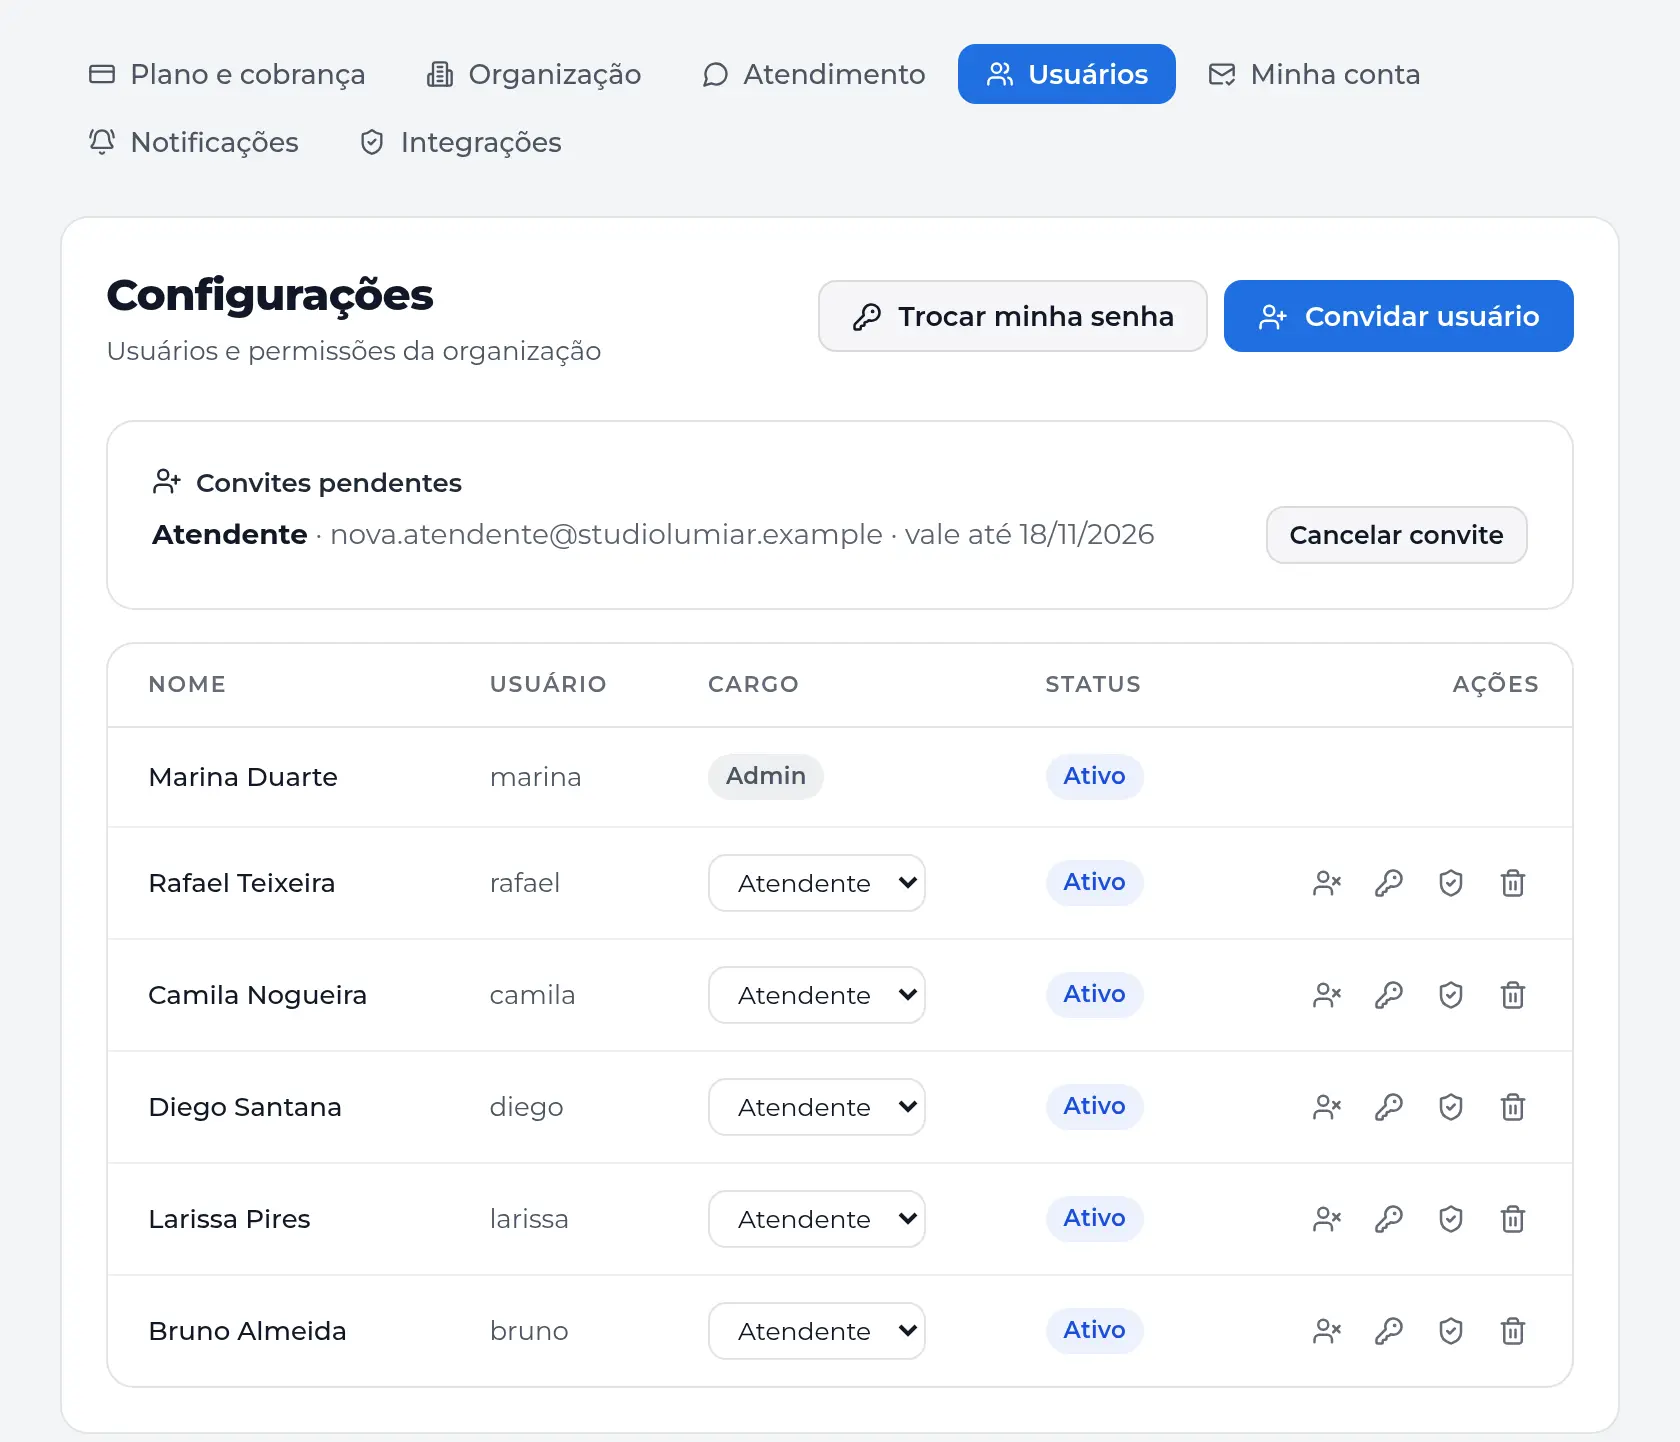 Plano e cobrança Organização Atendimento Usuários Minha conta
Notificações Integrações
Configurações
Usuários e permissões da organização
Trocar minha senha Convidar usuário
Convites pendentes
Atendente · nova.atendente@studiolumiar.example · vale até 18/11/2026
Cancelar convite
NOME USUÁRIO CARGO STATUS AÇÕES
Marina Duarte marina Admin Ativo
Rafael Teixeira rafael Atendente Ativo
Camila Nogueira camila Atendente Ativo
Diego Santana diego Atendente Ativo
Larissa Pires larissa Atendente Ativo
Bruno Almeida bruno Atendente Ativo